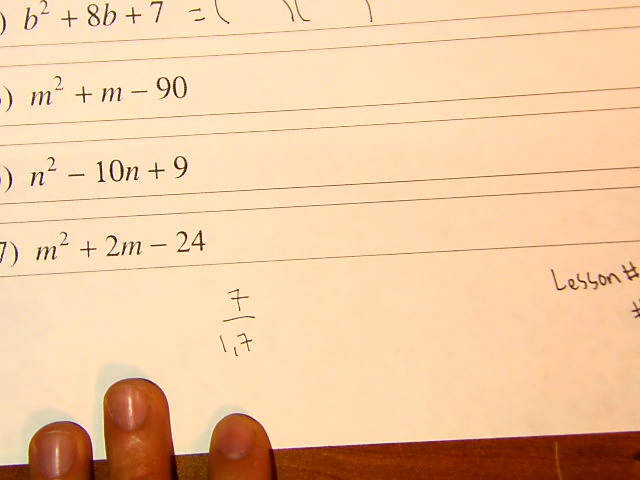 ) b² + 8b + 7 = (    )(    )
) m² + m − 90
) n² − 10n + 9
7) m² + 2m − 24
7
1,7
Lesson #
#